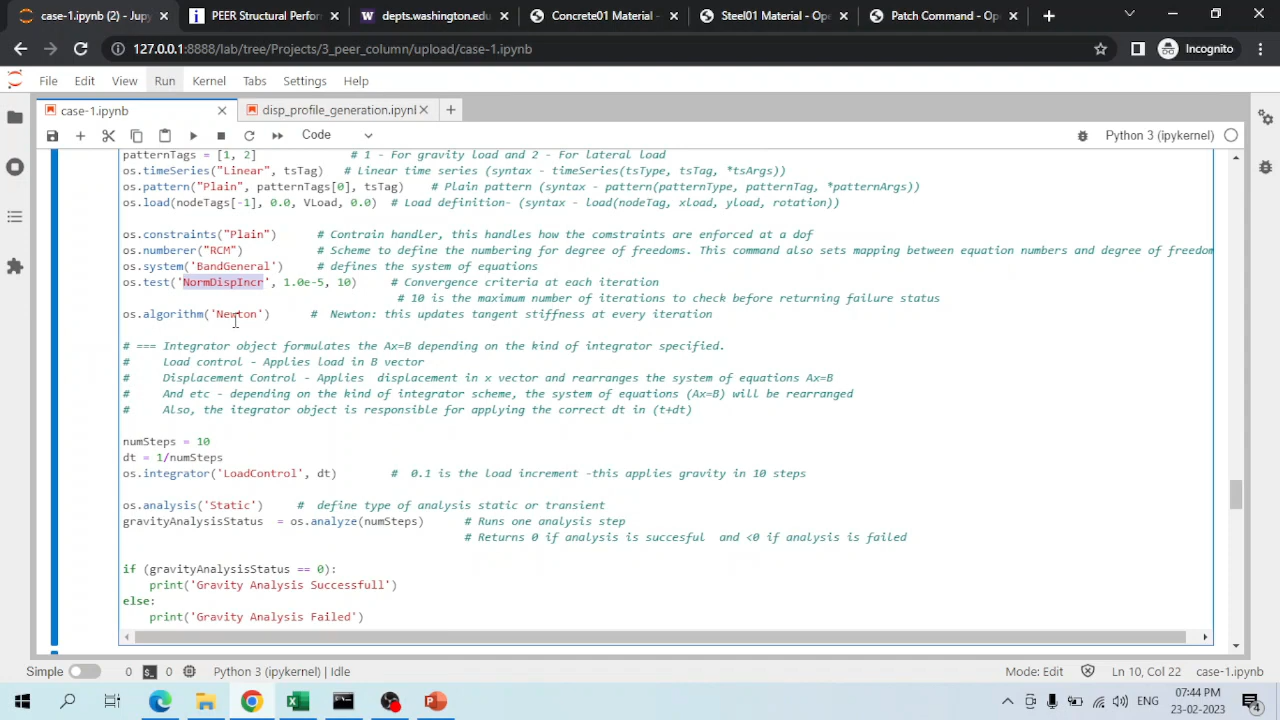 case-1.ipynb (1) - Jupy
PEER Structural Perfor
depts.washington.edu
Concrete01 Material -
Steel01 Material - Ope
Patch Command - Op
127.0.0.1:8888/lab/tree/Projects/3_peer_column/upload/case-1.ipynb
Incognito
File Edit View Run Kernel Tabs Settings Help
case-1.ipynb
disp_profile_generation.ipynl
Code
Python 3 (ipykernel)
patternTags = [1, 2] # 1 - For gravity load and 2 - For lateral load
os.timeSeries("Linear", tsTag) # Linear time series (syntax - timeSeries(tsType, tsTag, *tsArgs))
os.pattern("Plain", patternTags[0], tsTag) # Plain pattern (syntax - pattern(patternType, patternTag, *patternArgs))
os.load(nodeTags[-1], 0.0, VLoad, 0.0) # Load definition- (syntax - load(nodeTag, xload, yload, rotation))
os.constraints("Plain") # Contrain handler, this handles how the comstraints are enforced at a dof
os.numberer("RCM") # Scheme to define the numbering for degree of freedoms. This command also sets mapping between equation numbers and degree of freedom
os.system('BandGeneral') # defines the system of equations
os.test('NormDispIncr', 1.0e-5, 10) # Convergence criteria at each iteration
# 10 is the maximum number of iterations to check before returning failure status
os.algorithm('Newton') # Newton: this updates tangent stiffness at every iteration
# === Integrator object formulates the Ax=B depending on the kind of integrator specified.
# Load control - Applies load in B vector
# Displacement Control - Applies displacement in x vector and rearranges the system of equations Ax=B
# And etc - depending on the kind of integrator scheme, the system of equations (Ax=B) will be rearranged
# Also, the itegrator object is responsible for applying the correct dt in (t+dt)
numSteps = 10
dt = 1/numSteps
os.integrator('LoadControl', dt) # 0.1 is the load increment -this applies gravity in 10 steps
os.analysis('Static') # define type of analysis static or transient
gravityAnalysisStatus = os.analyze(numSteps) # Runs one analysis step
# Returns 0 if analysis is succesful and <0 if analysis is failed
if (gravityAnalysisStatus == 0):
print('Gravity Analysis Successfull')
else:
print('Gravity Analysis Failed')
Simple 0 0 Python 3 (ipykernel) | Idle
Mode: Edit Ln 10, Col 22 case-1.ipynb
ENG
07:44 PM
23-02-2023
4